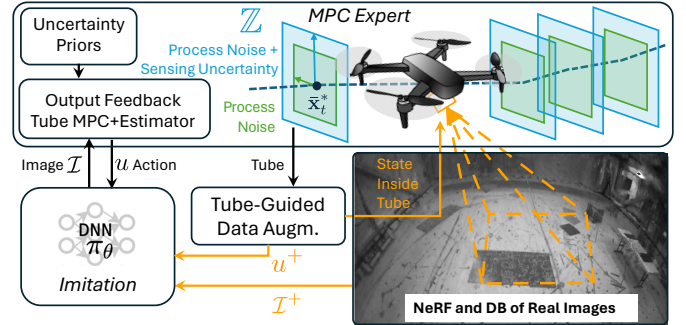 MPC Expert
Uncertainty
Priors
ℤ
Process Noise +
Sensing Uncertainty
x̄*ₜ
Process
Noise
Output Feedback
Tube MPC+Estimator
Image ℐ
u Action
Tube
State
Inside
Tube
DNN
π_θ
Imitation
Tube-Guided
Data Augm.
u⁺
ℐ⁺
NeRF and DB of Real Images